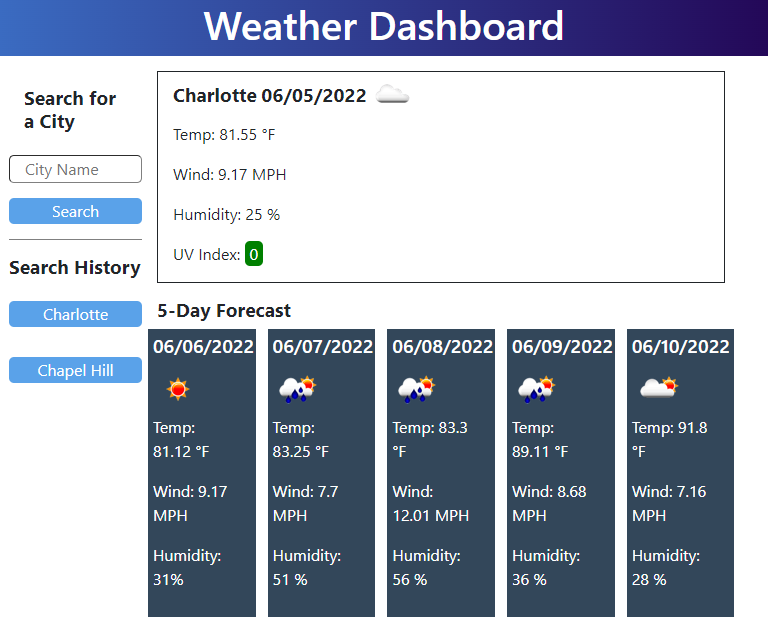 Weather Dashboard
Search for
a City
City Name
Search
Search History
Charlotte
Chapel Hill
Charlotte 06/05/2022
Temp: 81.55 °F
Wind: 9.17 MPH
Humidity: 25 %
UV Index: 0
5-Day Forecast
06/06/2022
Temp:
81.12 °F
Wind: 9.17
MPH
Humidity:
31%
06/07/2022
Temp:
83.25 °F
Wind: 7.7
MPH
Humidity:
51 %
06/08/2022
Temp: 83.3
°F
Wind:
12.01 MPH
Humidity:
56 %
06/09/2022
Temp:
89.11 °F
Wind: 8.68
MPH
Humidity:
36 %
06/10/2022
Temp: 91.8
°F
Wind: 7.16
MPH
Humidity:
28 %